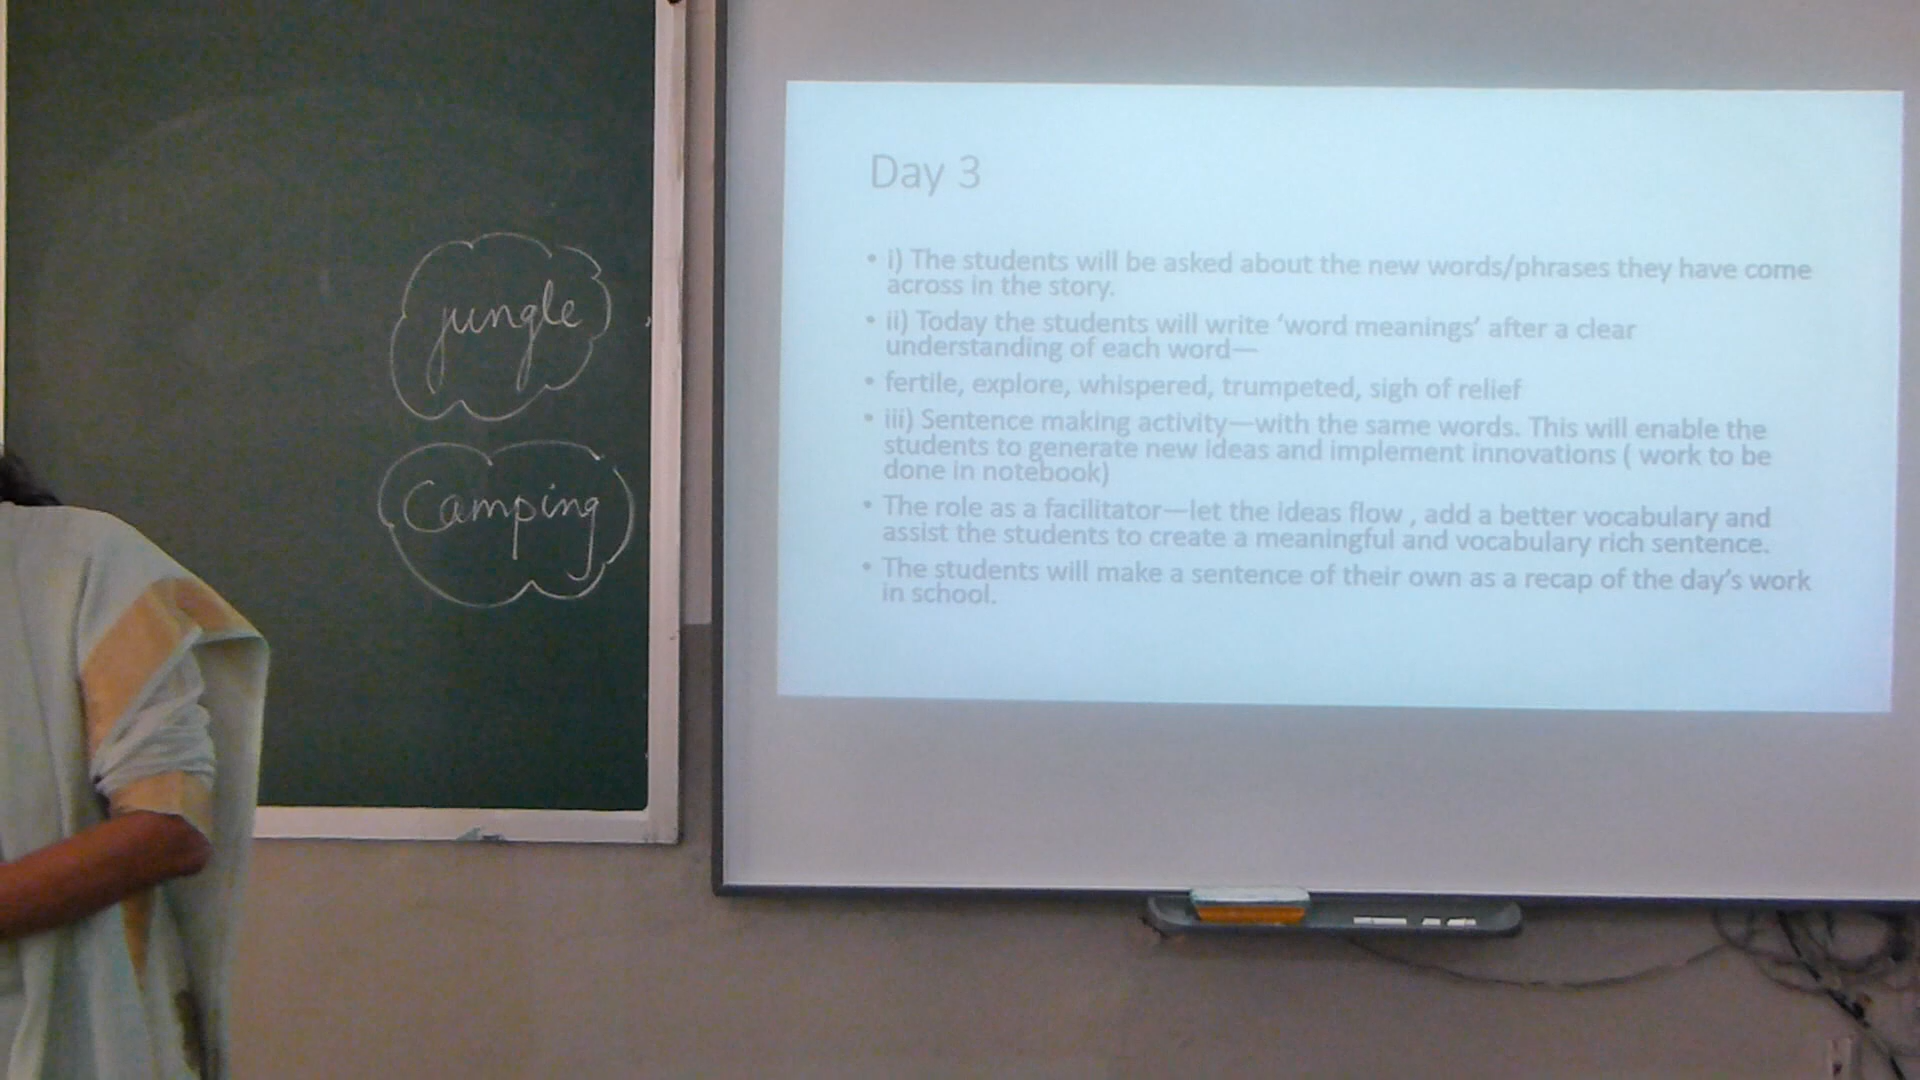 jungle
Camping
Day 3
• i) The students will be asked about the new words/phrases they have come
across in the story.
• ii) Today the students will write ‘word meanings’ after a clear
understanding of each word—
• fertile, explore, whispered, trumpeted, sigh of relief
• iii) Sentence making activity—with the same words. This will enable the
students to generate new ideas and implement innovations ( work to be
done in notebook)
• The role as a facilitator—let the ideas flow , add a better vocabulary and
assist the students to create a meaningful and vocabulary rich sentence.
• The students will make a sentence of their own as a recap of the day’s work
in school.